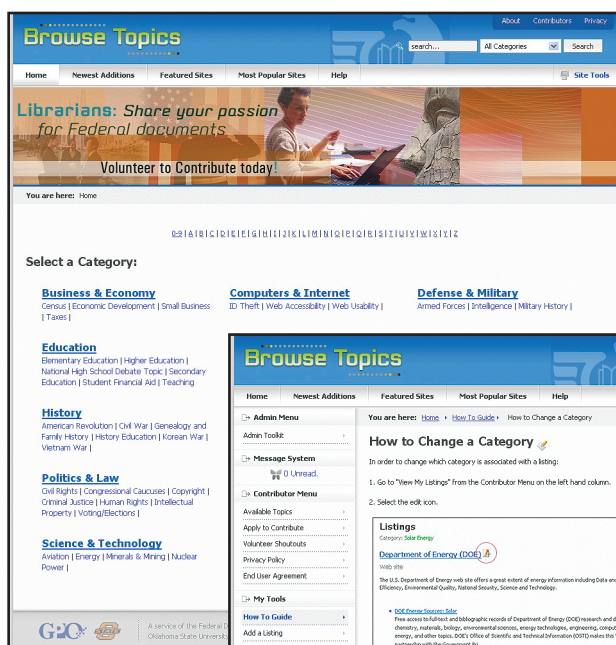 About Contributors Privacy
Browse Topics
search... All Categories Search
Home Newest Additions Featured Sites Most Popular Sites Help Site Tools
Librarians: Share your passion
for Federal documents
Volunteer to Contribute today!
You are here: Home
0-9 | A | B | C | D | E | F | G | H | I | J | K | L | M | N | O | P | Q | R | S | T | U | V | W | X | Y | Z
Select a Category:
Business & Economy
Census | Economic Development | Small Business
| Taxes |
Computers & Internet
ID Theft | Web Accessibility | Web Usability |
Defense & Military
Armed Forces | Intelligence | Military History |
Education
Elementary Education | Higher Education |
National High School Debate Topic | Secondary
Education | Student Financial Aid | Teaching
History
American Revolution | Civil War | Genealogy and
Family History | History Education | Korean War |
Vietnam War |
Politics & Law
Civil Rights | Congressional Caucuses | Copyright |
Criminal Justice | Human Rights | Intellectual
Property | Voting/Elections |
Science & Technology
Aviation | Energy | Minerals & Mining | Nuclear
Power |
GPO
A service of the Federal D
Oklahoma State University
Browse Topics
Home Newest Additions Featured Sites Most Popular Sites Help
Admin Menu
Admin Toolkit
Message System
0 Unread.
Contributor Menu
Available Topics
Apply to Contribute
Volunteer Shoutouts
Privacy Policy
End User Agreement
My Tools
How To Guide
Add a Listing
You are here: Home How To Guide How to Change a Category
How to Change a Category
In order to change which category is associated with a listing:
1. Go to "View My Listings" from the Contributor Menu on the left hand column.
2. Select the edit icon.
Listings
Category: Solar Energy
Department of Energy (DOE)
Web site
The U.S. Department of Energy web site offers a great extent of energy information including Data and
Efficiency, Environmental Quality, National Security, Science and Technology.
DOE Energy Sources: Solar
Free access to full-text and bibliographic records of Department of Energy (DOE) research and d
chemistry, materials, biology, environmental sciences, energy technologies, engineering, comput
energy, and other topics. DOE's Office of Scientific and Technical Information (OSTI) makes this
partnership with the Government Pri